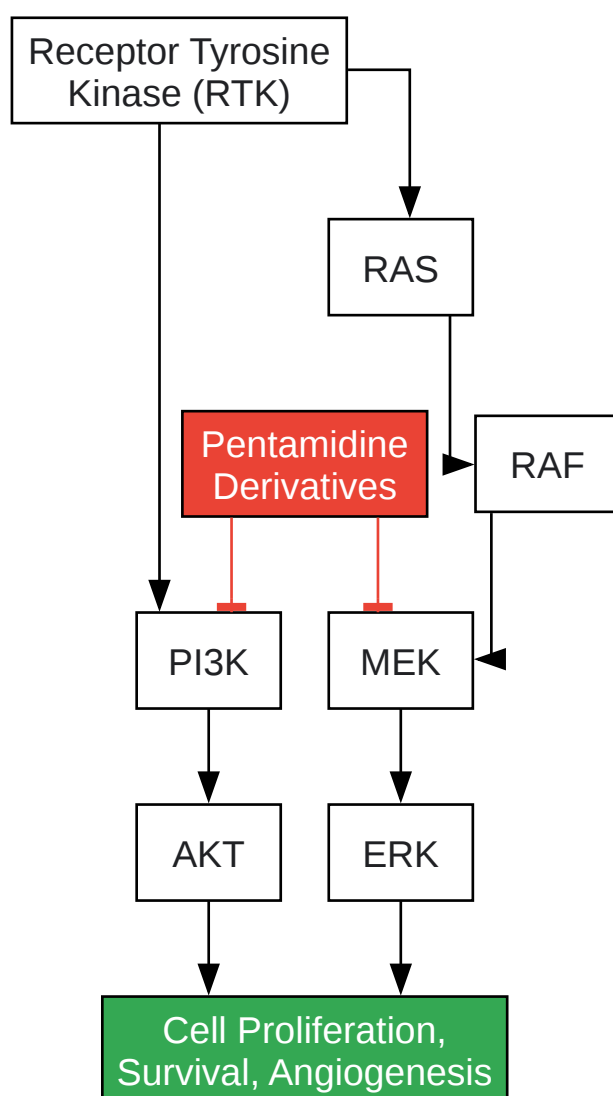 Receptor Tyrosine
Kinase (RTK)
RAS
Pentamidine
Derivatives
RAF
PI3K
MEK
AKT
ERK
Cell Proliferation,
Survival, Angiogenesis